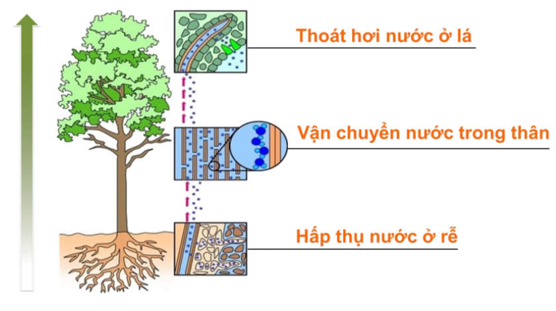 Thoát hơi nước ở lá
Vận chuyển nước trong thân
Hấp thụ nước ở rễ